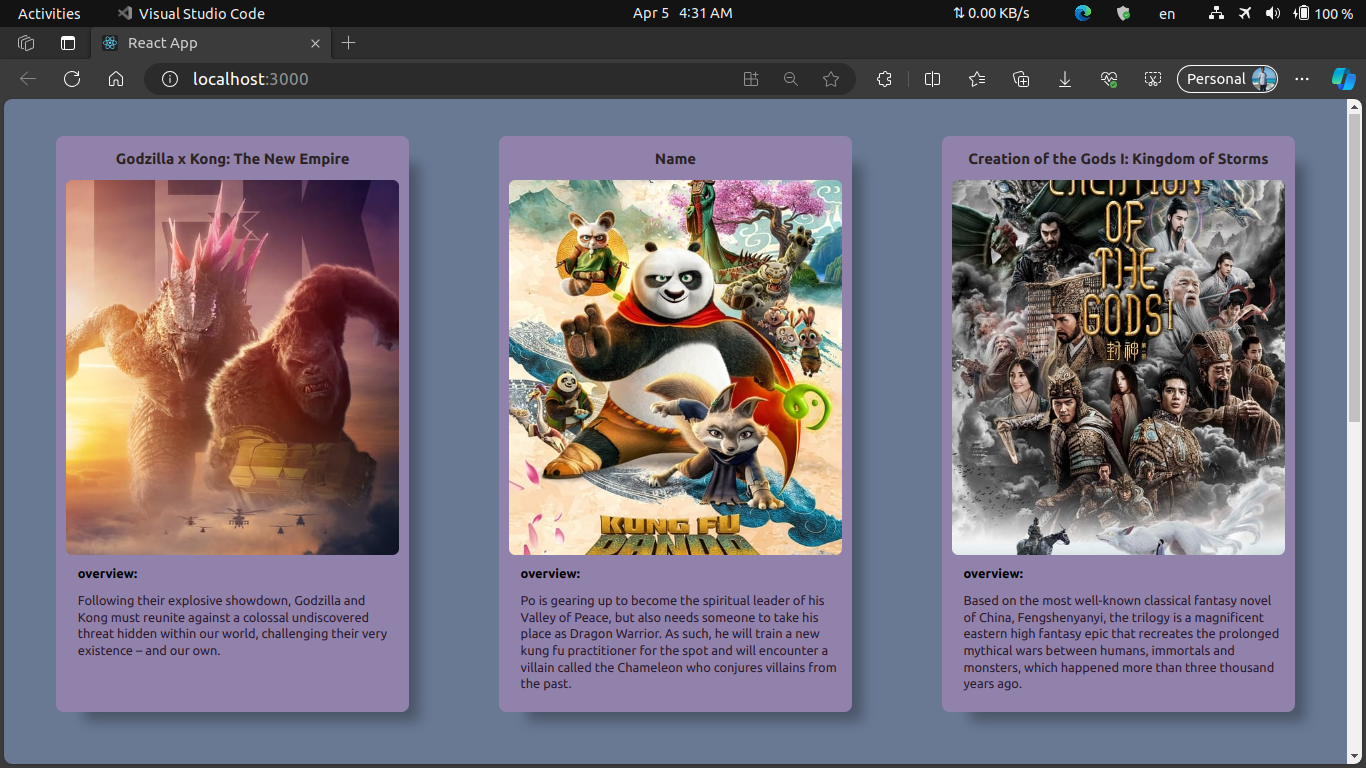 Activities
Visual Studio Code
Apr 5 4:31 AM
0.00 KB/s
en
100 %
React App
localhost:3000
Personal
Godzilla x Kong: The New Empire
overview:
Following their explosive showdown, Godzilla and
Kong must reunite against a colossal undiscovered
threat hidden within our world, challenging their very
existence – and our own.
Name
KUNG FU
PANDA
overview:
Po is gearing up to become the spiritual leader of his
Valley of Peace, but also needs someone to take his
place as Dragon Warrior. As such, he will train a new
kung fu practitioner for the spot and will encounter a
villain called the Chameleon who conjures villains from
the past.
Creation of the Gods I: Kingdom of Storms
CREATION
OF
THE
GODS I
封神
overview:
Based on the most well-known classical fantasy novel
of China, Fengshenyanyi, the trilogy is a magnificent
eastern high fantasy epic that recreates the prolonged
mythical wars between humans, immortals and
monsters, which happened more than three thousand
years ago.